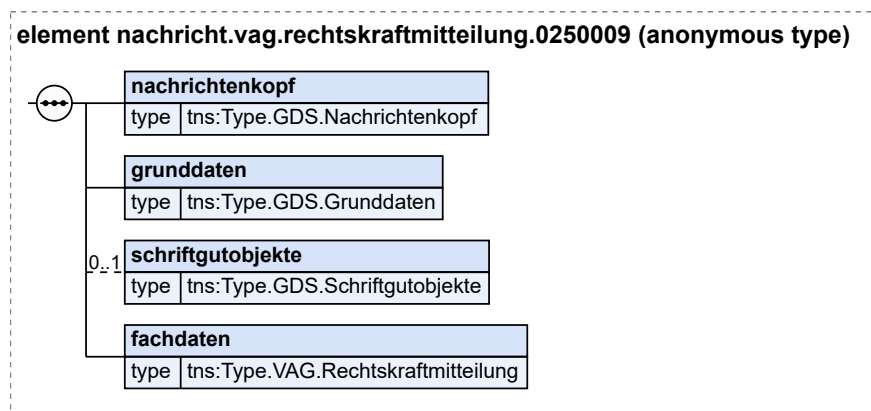 element nachricht.vag.rechtskraftmitteilung.0250009 (anonymous type)
nachrichtenkopf
type tns:Type.GDS.Nachrichtenkopf
grunddaten
type tns:Type.GDS.Grunddaten
0..1 schriftgutobjekte
type tns:Type.GDS.Schriftgutobjekte
fachdaten
type tns:Type.VAG.Rechtskraftmitteilung